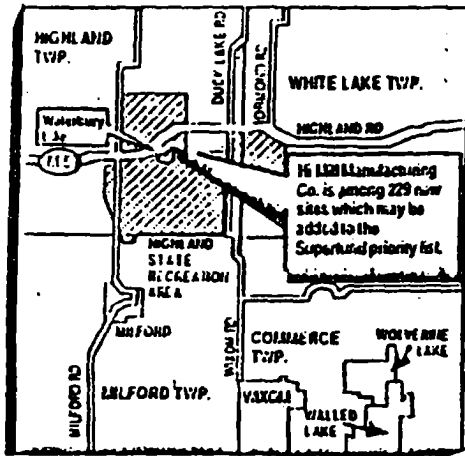 HIGHLAND
TWP.
DUCK LAKE RD
WHITE LAKE TWP.
HIGHLAND RD
Waterbury
Hi Mill Manufacturing
Co. is among 229 new
sites which may be
added to the
Superfund priority list.
HIGHLAND
STATE
RECREATION
AREA
MILFORD
MILFORD RD
MILFORD TWP.
WIXOM RD
COMMERCE
TWP.
WOLVERINE
LAKE
WALLED
LAKE